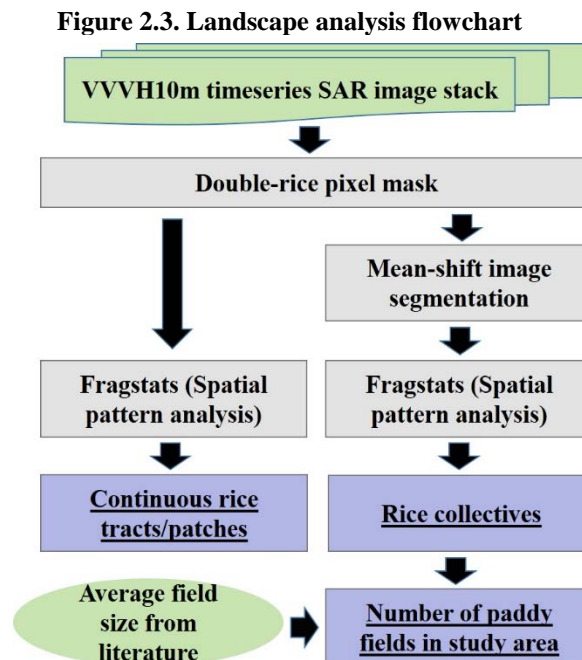 Figure 2.3. Landscape analysis flowchart
VVVH10m timeseries SAR image stack
Double-rice pixel mask
Mean-shift image
segmentation
Fragstats (Spatial
pattern analysis)
Fragstats (Spatial
pattern analysis)
Continuous rice
tracts/patches
Rice collectives
Average field
size from
literature
Number of paddy
fields in study area